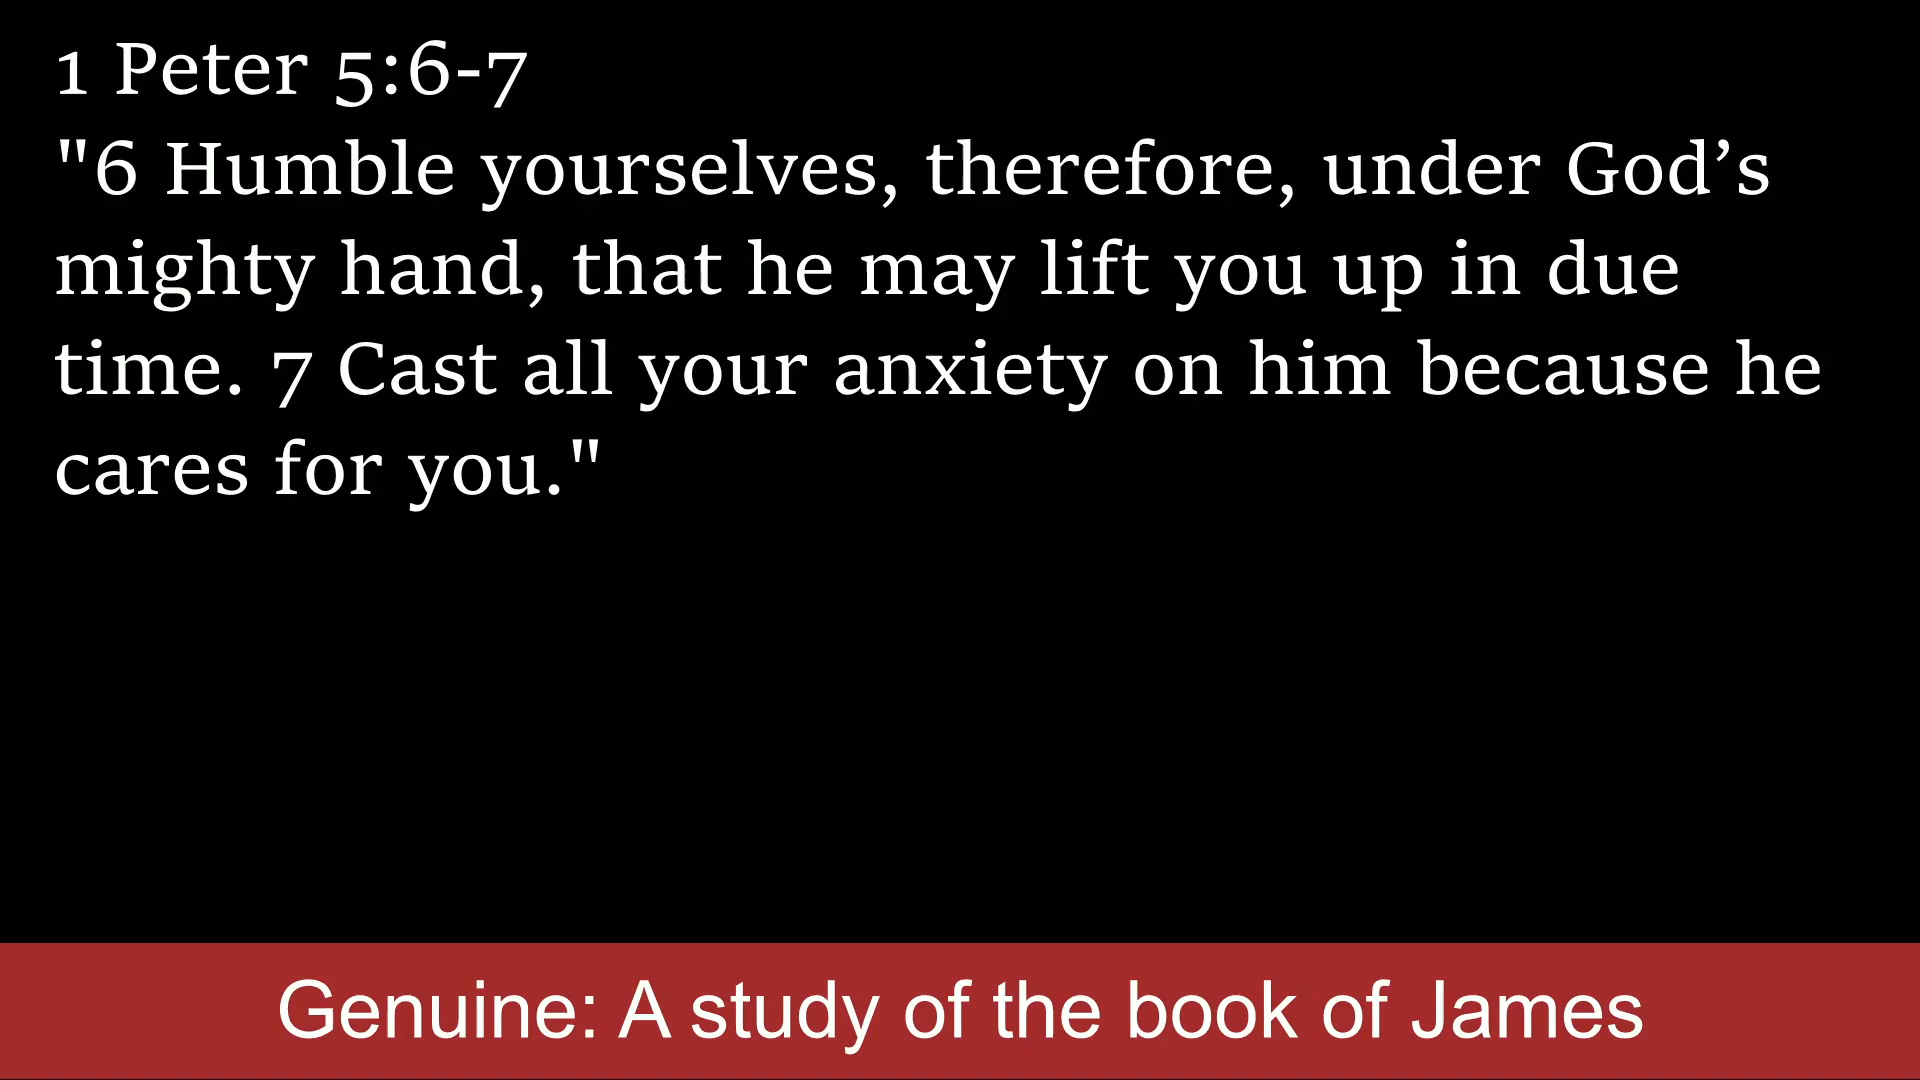 1 Peter 5:6-7
"6 Humble yourselves, therefore, under God’s
mighty hand, that he may lift you up in due
time. 7 Cast all your anxiety on him because he
cares for you."
Genuine: A study of the book of James